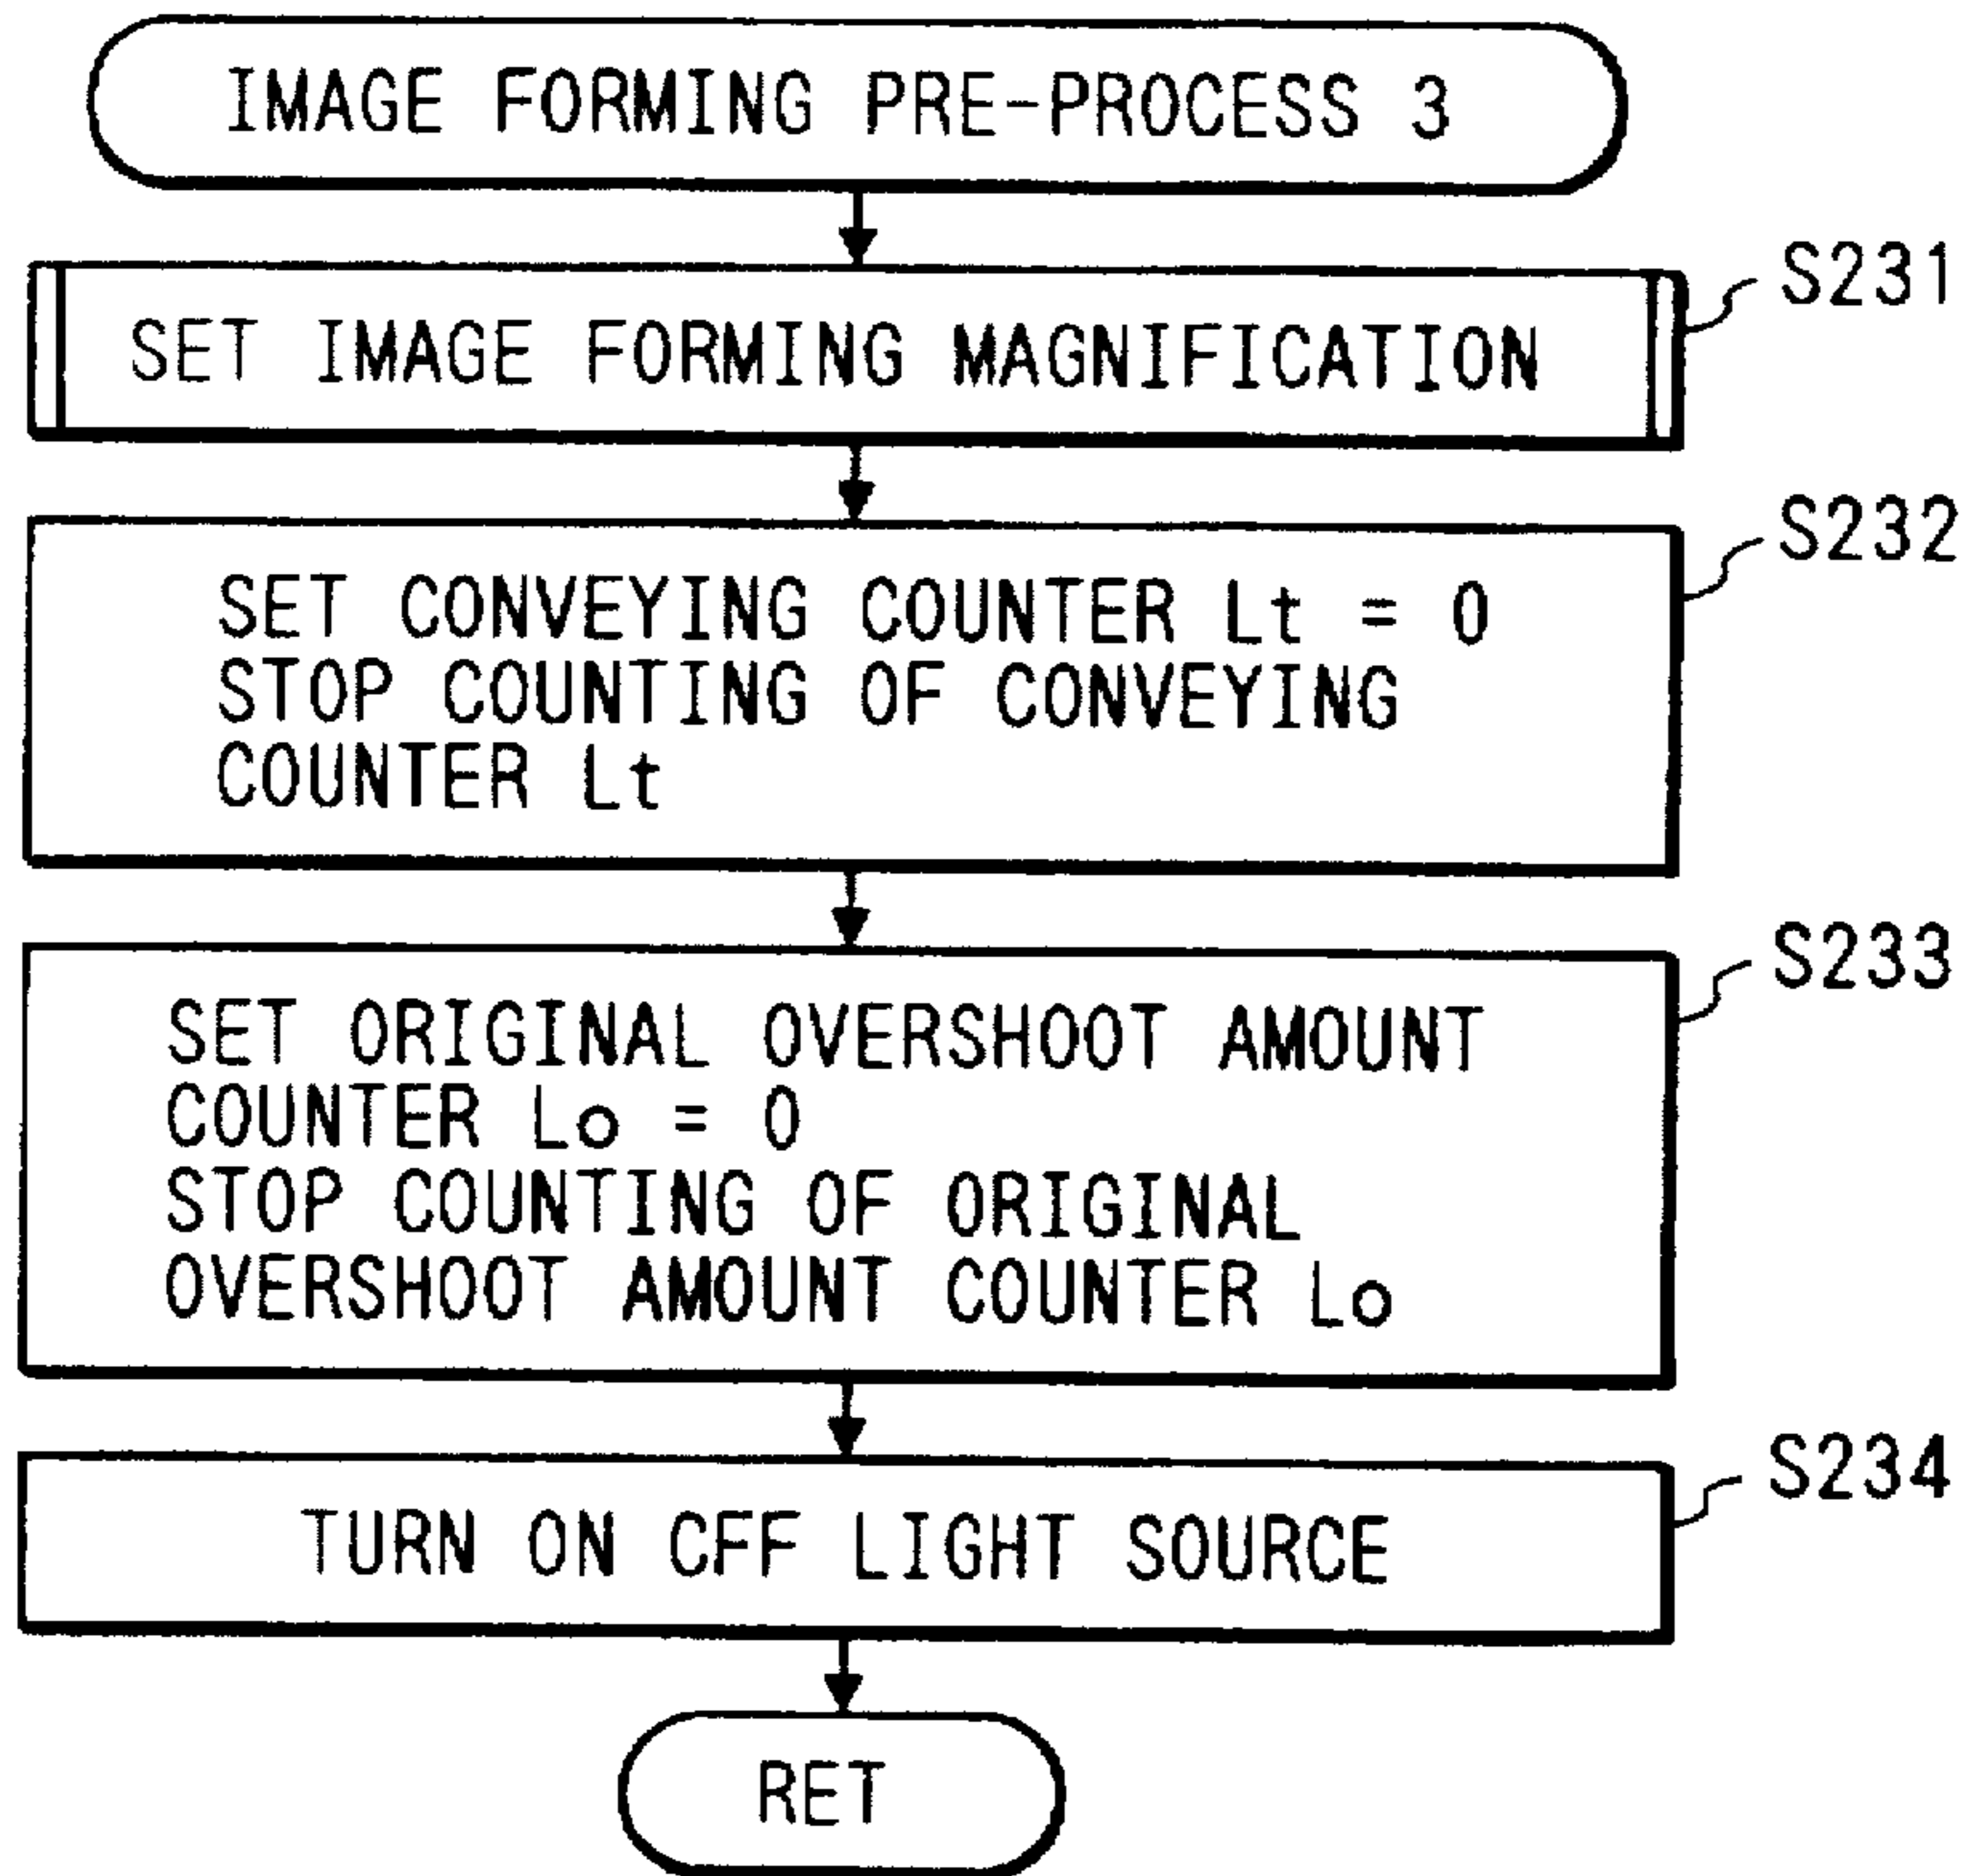 IMAGE FORMING PRE-PROCESS 3
S231
SET IMAGE FORMING MAGNIFICATION
S232
SET CONVEYING COUNTER Lt = 0
STOP COUNTING OF CONVEYING
COUNTER Lt
S233
SET ORIGINAL OVERSHOOT AMOUNT
COUNTER Lo = 0
STOP COUNTING OF ORIGINAL
OVERSHOOT AMOUNT COUNTER Lo
S234
TURN ON CFF LIGHT SOURCE
RET